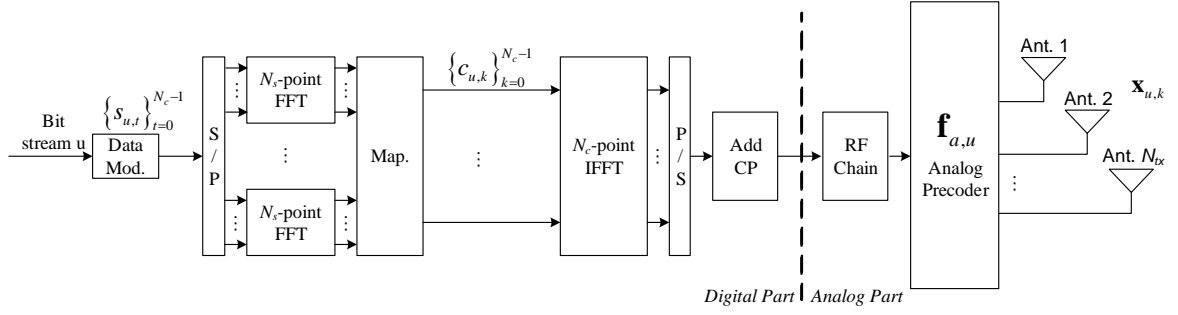 Bit
stream u
{s_{u,t}}_{t=0}^{N_c-1}
Data
Mod.
S
/
P
N_s-point
FFT
⋮
N_s-point
FFT
Map.
{c_{u,k}}_{k=0}^{N_c-1}
N_c-point
IFFT
P
/
S
Add
CP
RF
Chain
f_{a,u}
Analog
Precoder
Ant. 1
Ant. 2
Ant. N_{tx}
x_{u,k}
Digital Part
Analog Part